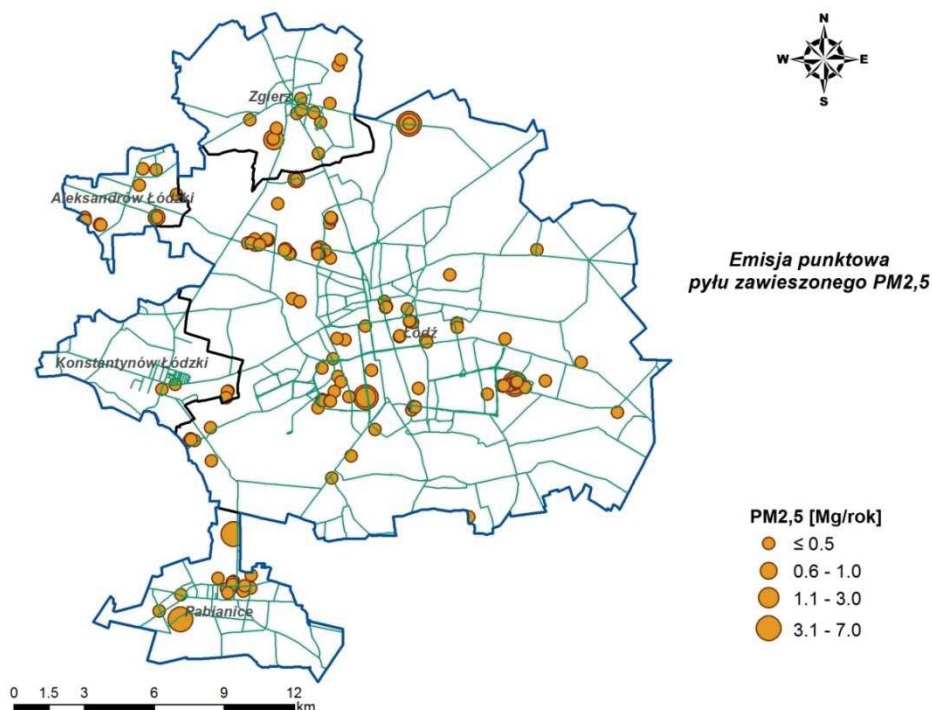 N
W E
S
Zgierz
Aleksandrów Łódzki
Emisja punktowa
pyłu zawieszonego PM2,5
Łódź
Konstantynów Łódzki
PM2,5 [Mg/rok]
≤ 0.5
0.6 - 1.0
1.1 - 3.0
3.1 - 7.0
Pabianice
0 1.5 3 6 9 12
km